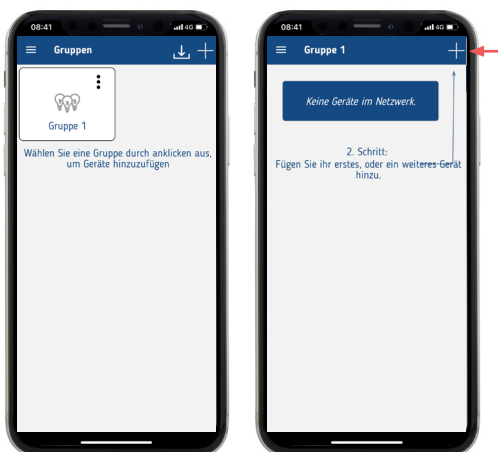 08:41
4G
Gruppen
Gruppe 1
Wählen Sie eine Gruppe durch anklicken aus,
um Geräte hinzuzufügen
08:41
4G
Gruppe 1
Keine Geräte im Netzwerk.
2. Schritt:
Fügen Sie ihr erstes, oder ein weiteres Gerät
hinzu.